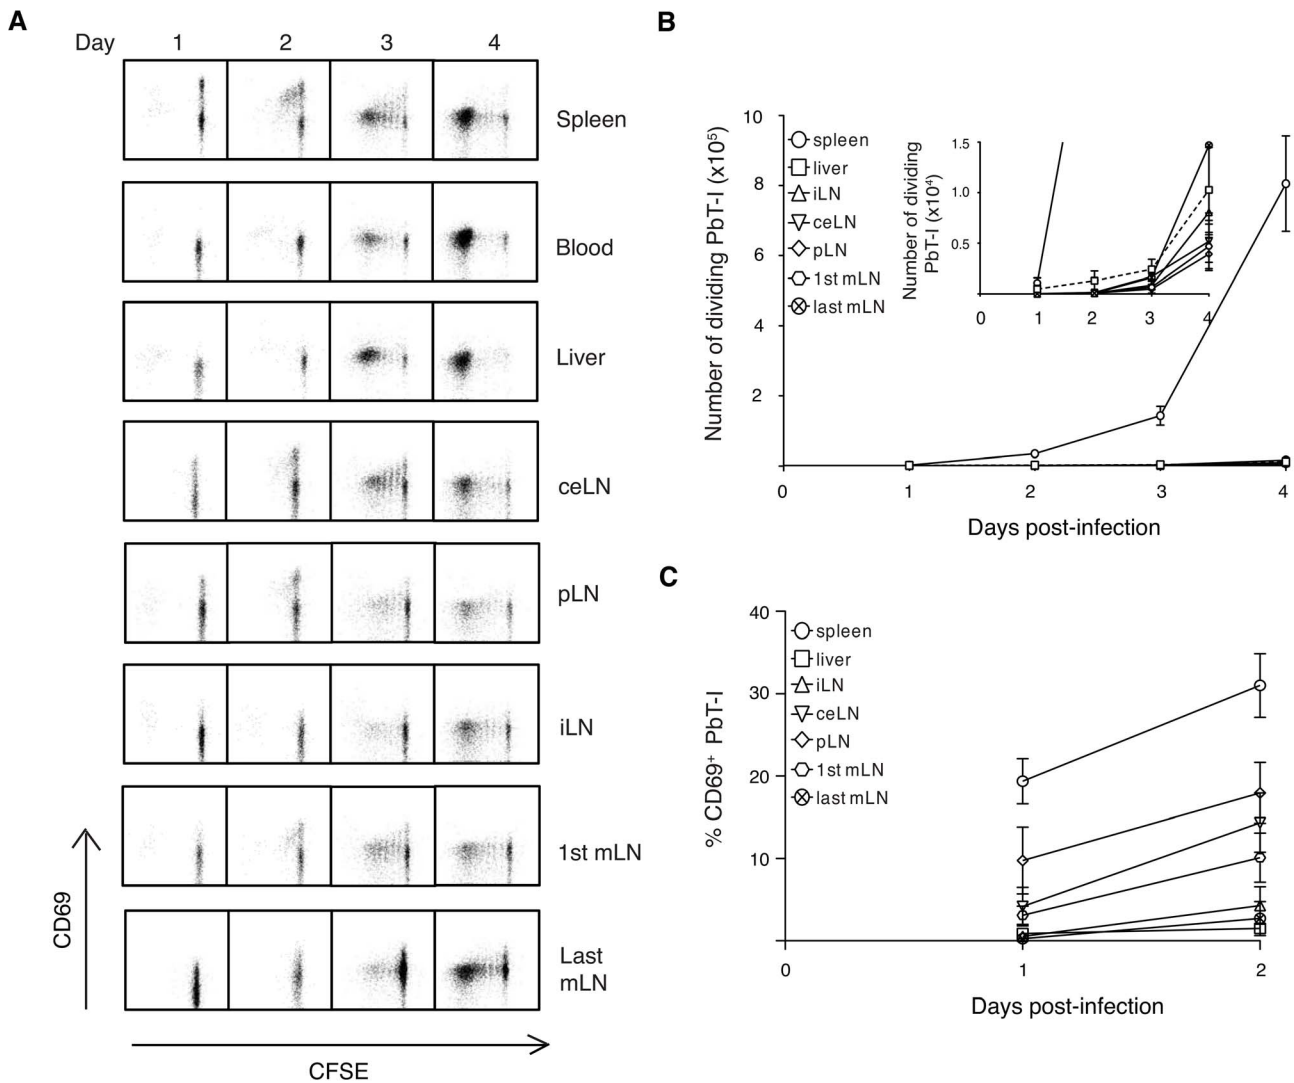 A
Day 1 2 3 4
Spleen
Blood
Liver
ceLN
pLN
iLN
1st mLN
Last
mLN
CD69
CFSE
B
Number of dividing PbT-I (x10⁵)
10
8
6
4
2
spleen
liver
iLN
ceLN
pLN
1st mLN
last mLN
Number of dividing
PbT-I (x10⁴)
1.5
1.0
0.5
0 1 2 3 4
0 1 2 3 4
Days post-infection
C
% CD69⁺ PbT-I
40
30
20
10
spleen
liver
iLN
ceLN
pLN
1st mLN
last mLN
0 1 2
Days post-infection